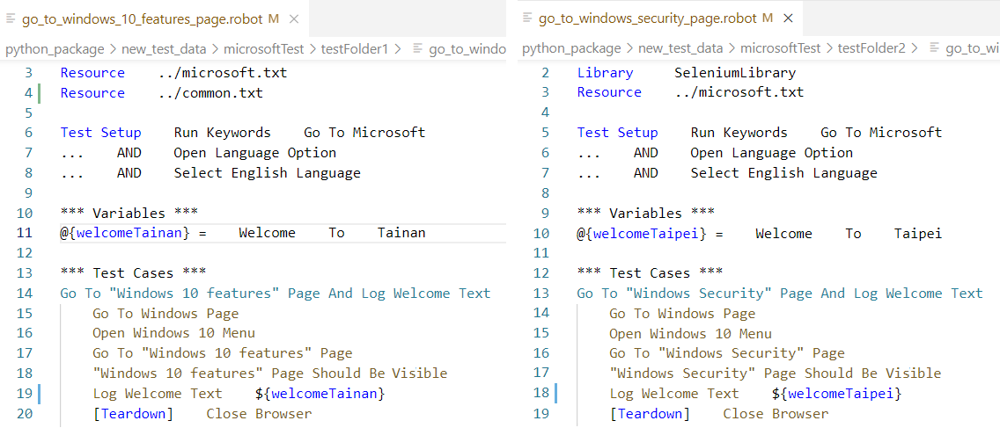 go_to_windows_10_features_page.robot M ×
python_package > new_test_data > microsoftTest > testFolder1 > go_to_windo
3 Resource    ../microsoft.txt
4 Resource    ../common.txt
5
6 Test Setup    Run Keywords    Go To Microsoft
7 ...    AND    Open Language Option
8 ...    AND    Select English Language
9
10 *** Variables ***
11 @{welcomeTainan} =    Welcome    To    Tainan
12
13 *** Test Cases ***
14 Go To "Windows 10 features" Page And Log Welcome Text
15     Go To Windows Page
16     Open Windows 10 Menu
17     Go To "Windows 10 features" Page
18     "Windows 10 features" Page Should Be Visible
19     Log Welcome Text    ${welcomeTainan}
20     [Teardown]    Close Browser
go_to_windows_security_page.robot M ×
python_package > new_test_data > microsoftTest > testFolder2 > go_to_wi
2 Library     SeleniumLibrary
3 Resource    ../microsoft.txt
4
5 Test Setup    Run Keywords    Go To Microsoft
6 ...    AND    Open Language Option
7 ...    AND    Select English Language
8
9 *** Variables ***
10 @{welcomeTaipei} =    Welcome    To    Taipei
11
12 *** Test Cases ***
13 Go To "Windows Security" Page And Log Welcome Text
14     Go To Windows Page
15     Open Windows 10 Menu
16     Go To "Windows Security" Page
17     "Windows Security" Page Should Be Visible
18     Log Welcome Text    ${welcomeTaipei}
19     [Teardown]    Close Browser